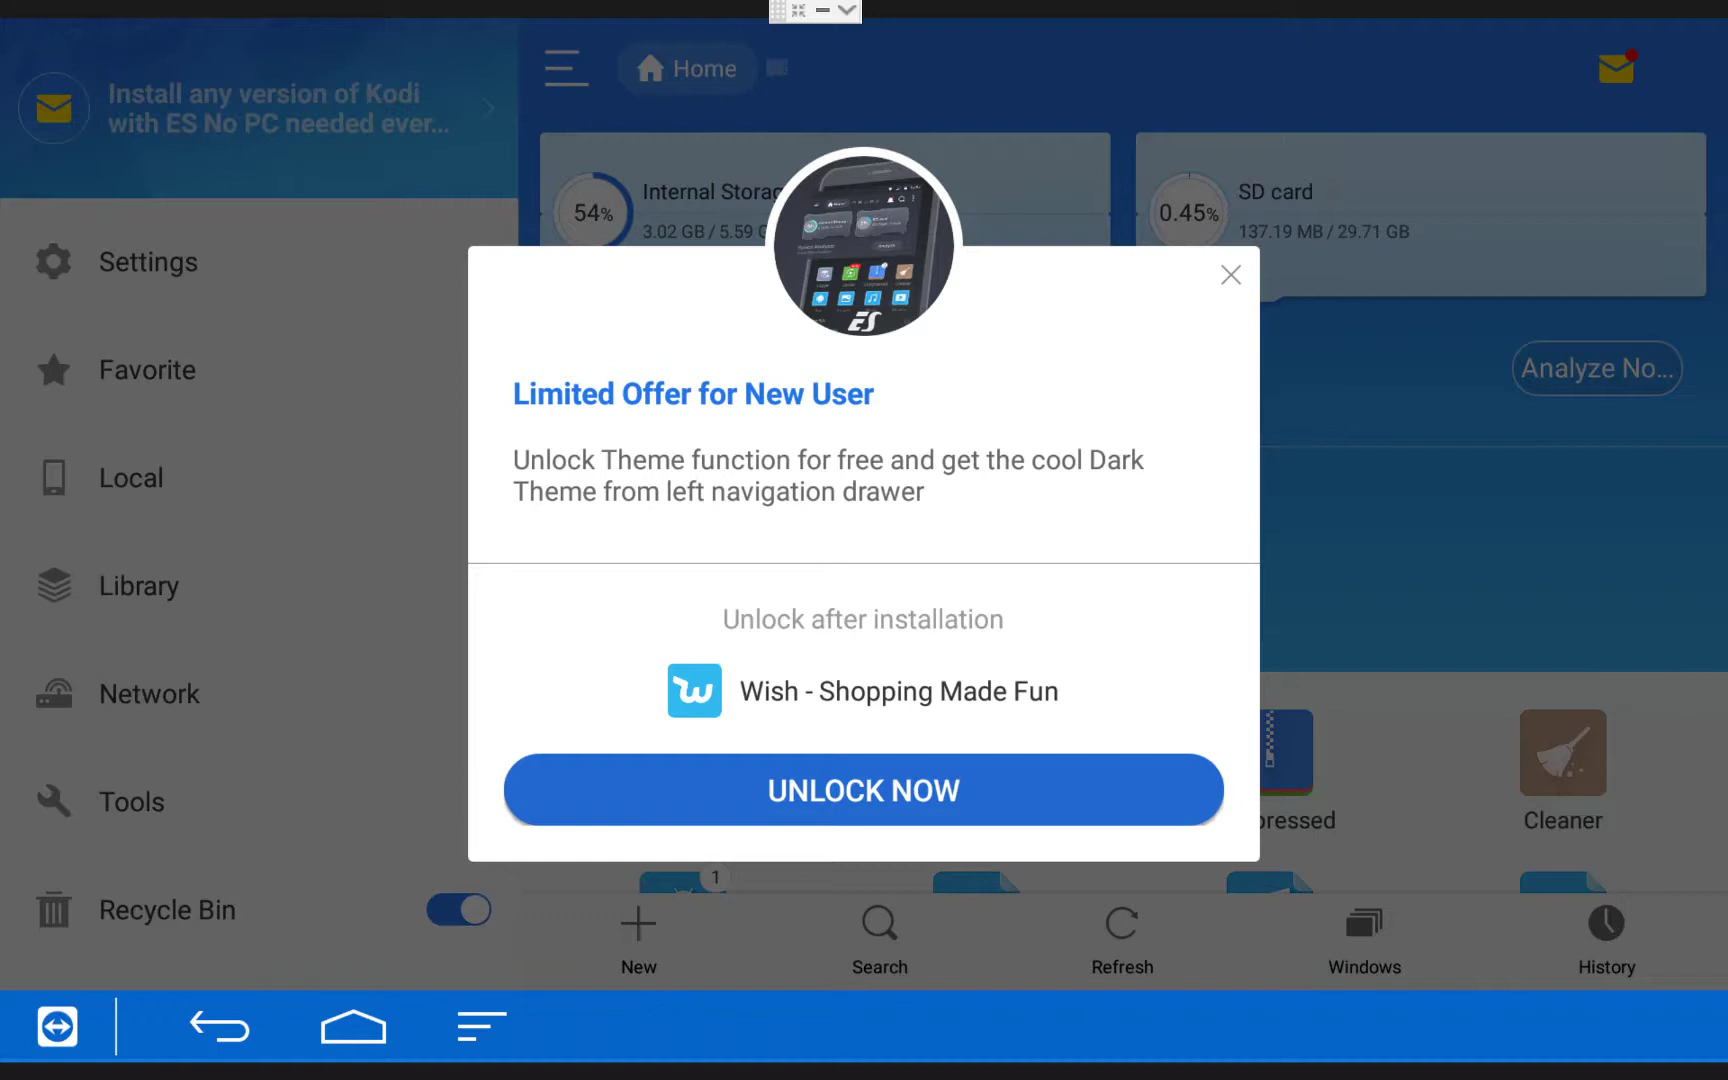 Install any version of Kodi
with ES No PC needed ever...
Home
54%
Internal Storag
3.02 GB / 5.59 G
0.45%
SD card
137.19 MB / 29.71 GB
Analyze No...
Settings
Favorite
Local
Library
Network
Tools
Recycle Bin
ES
Limited Offer for New User
Unlock Theme function for free and get the cool Dark
Theme from left navigation drawer
Unlock after installation
Wish - Shopping Made Fun
UNLOCK NOW
pressed
Cleaner
1
New
Search
Refresh
Windows
History